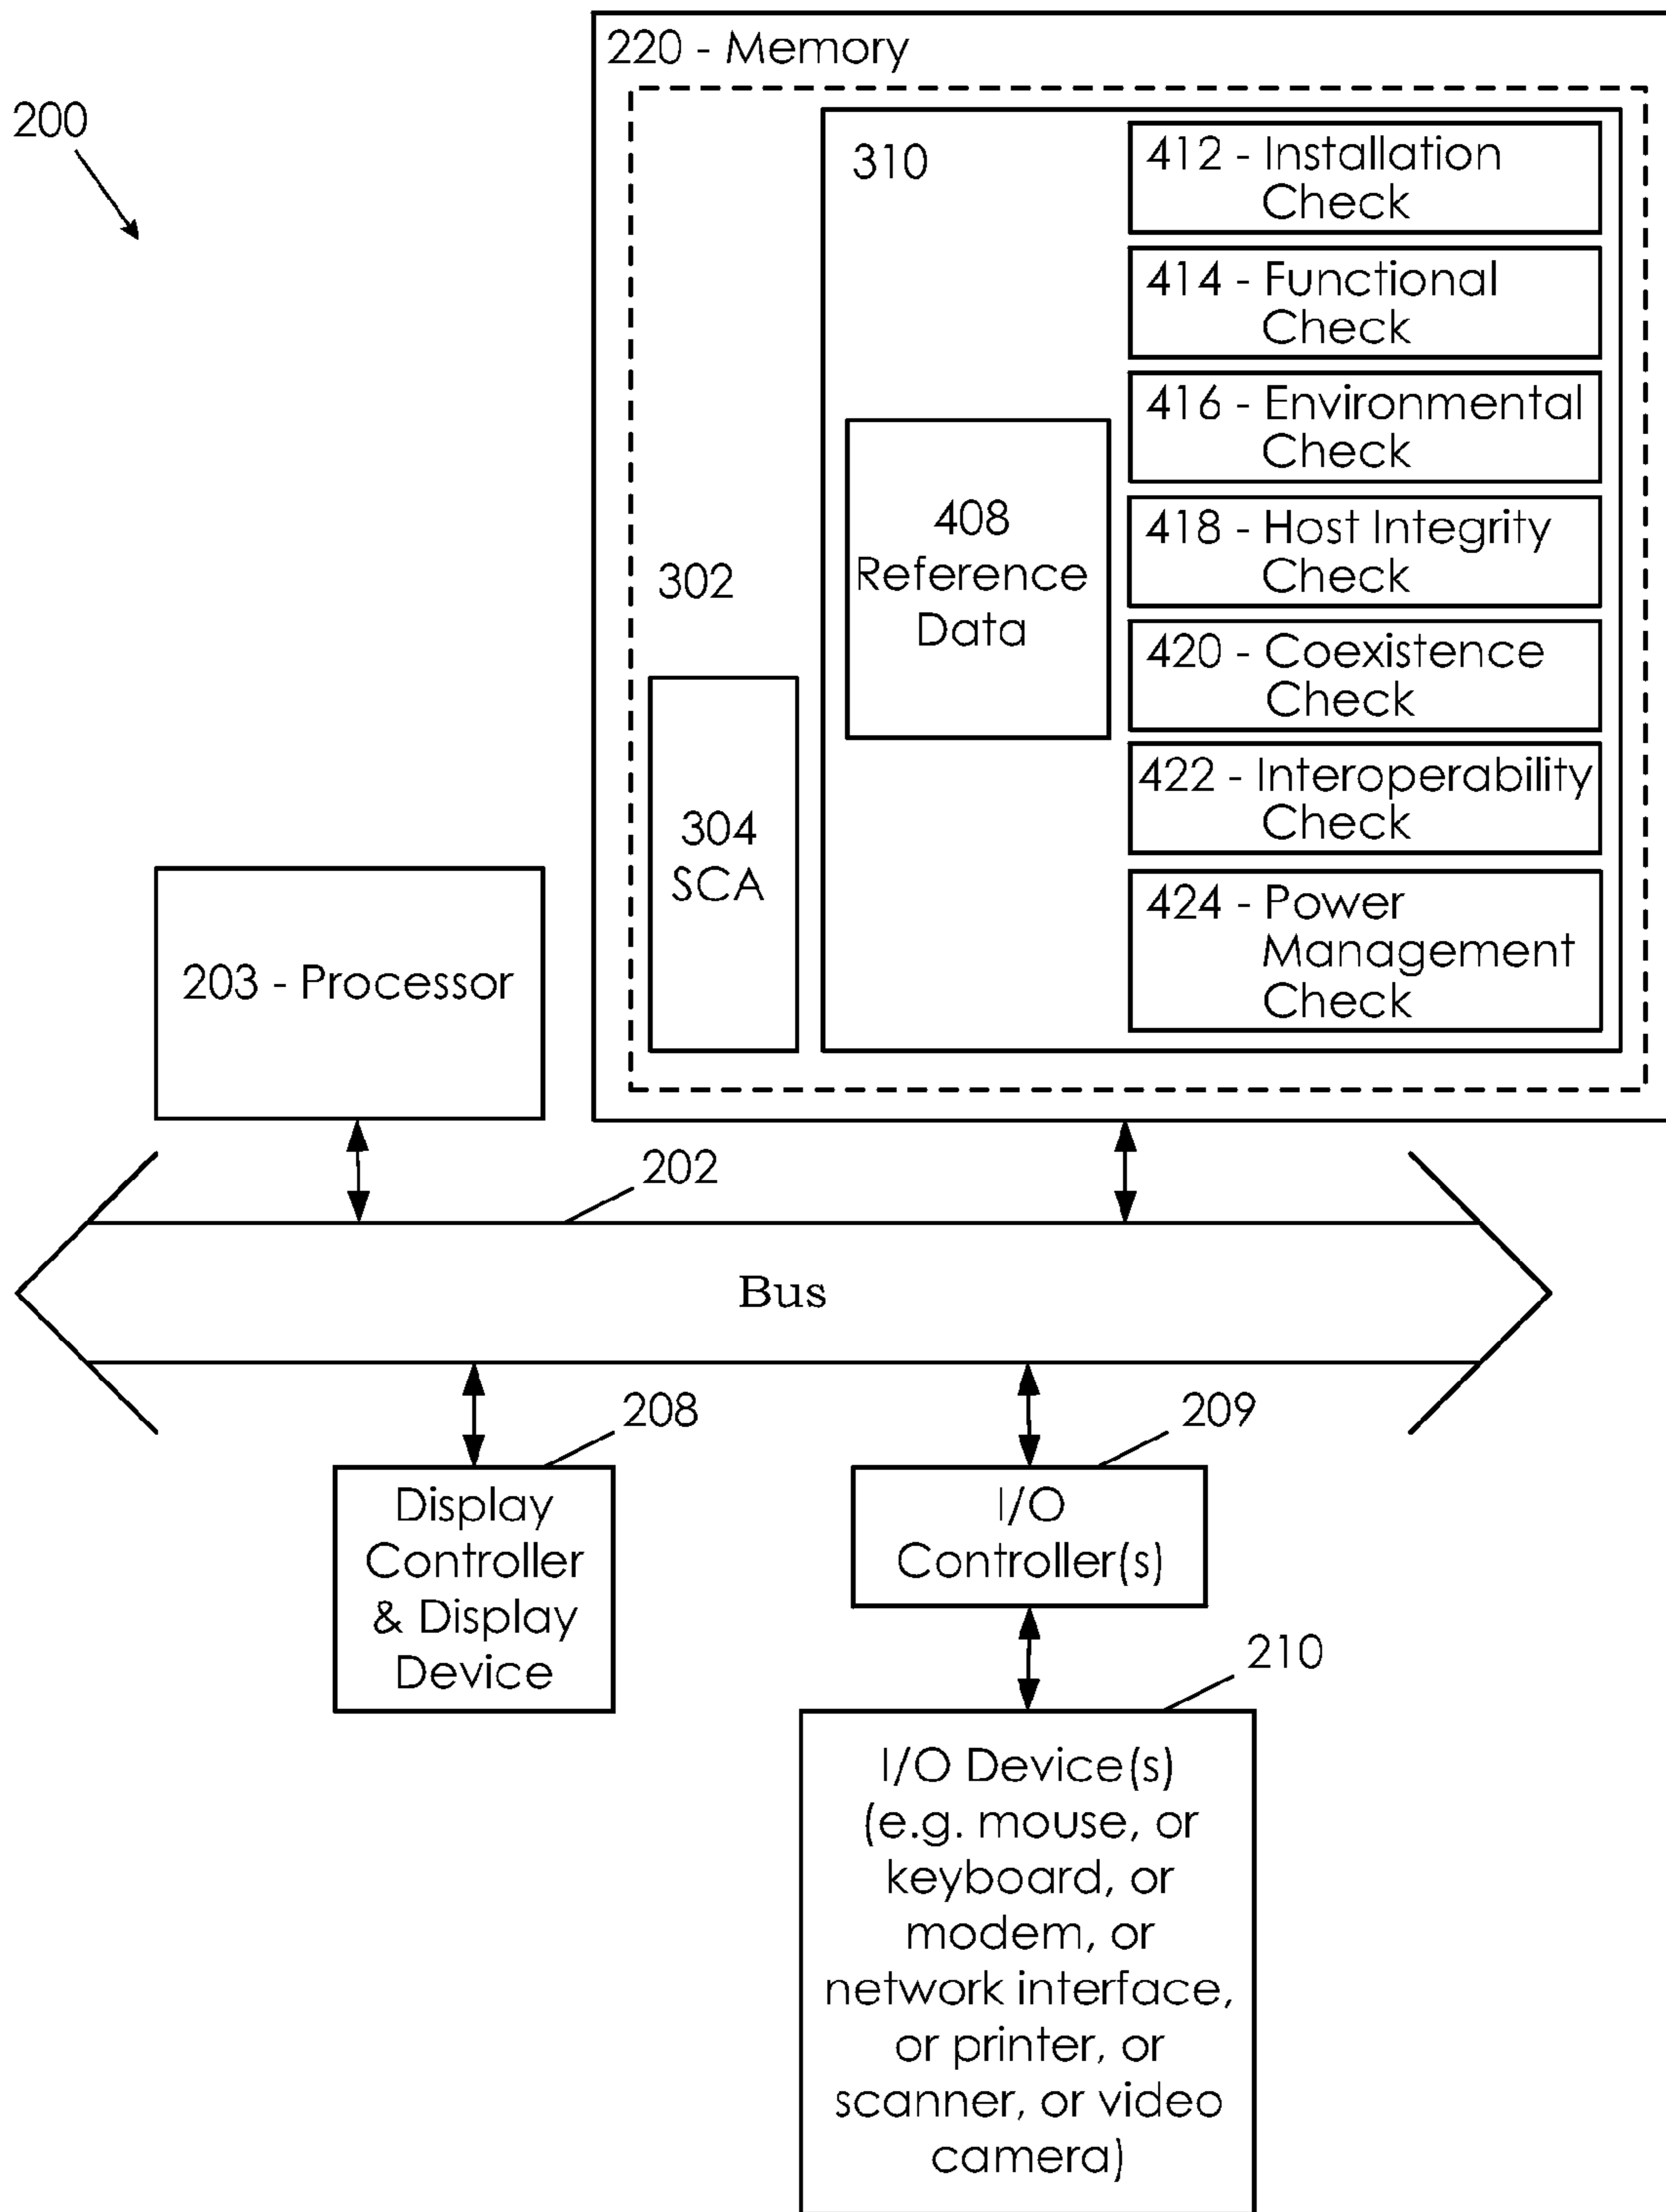 220 - Memory
200
310
412 - Installation
Check
414 - Functional
Check
416 - Environmental
Check
418 - Host Integrity
Check
420 - Coexistence
Check
422 - Interoperability
Check
424 - Power
Management
Check
408
Reference
Data
302
304
SCA
203 - Processor
202
Bus
208
Display
Controller
& Display
Device
209
I/O
Controller(s)
210
I/O Device(s)
(e.g. mouse, or
keyboard, or
modem, or
network interface,
or printer, or
scanner, or video
camera)